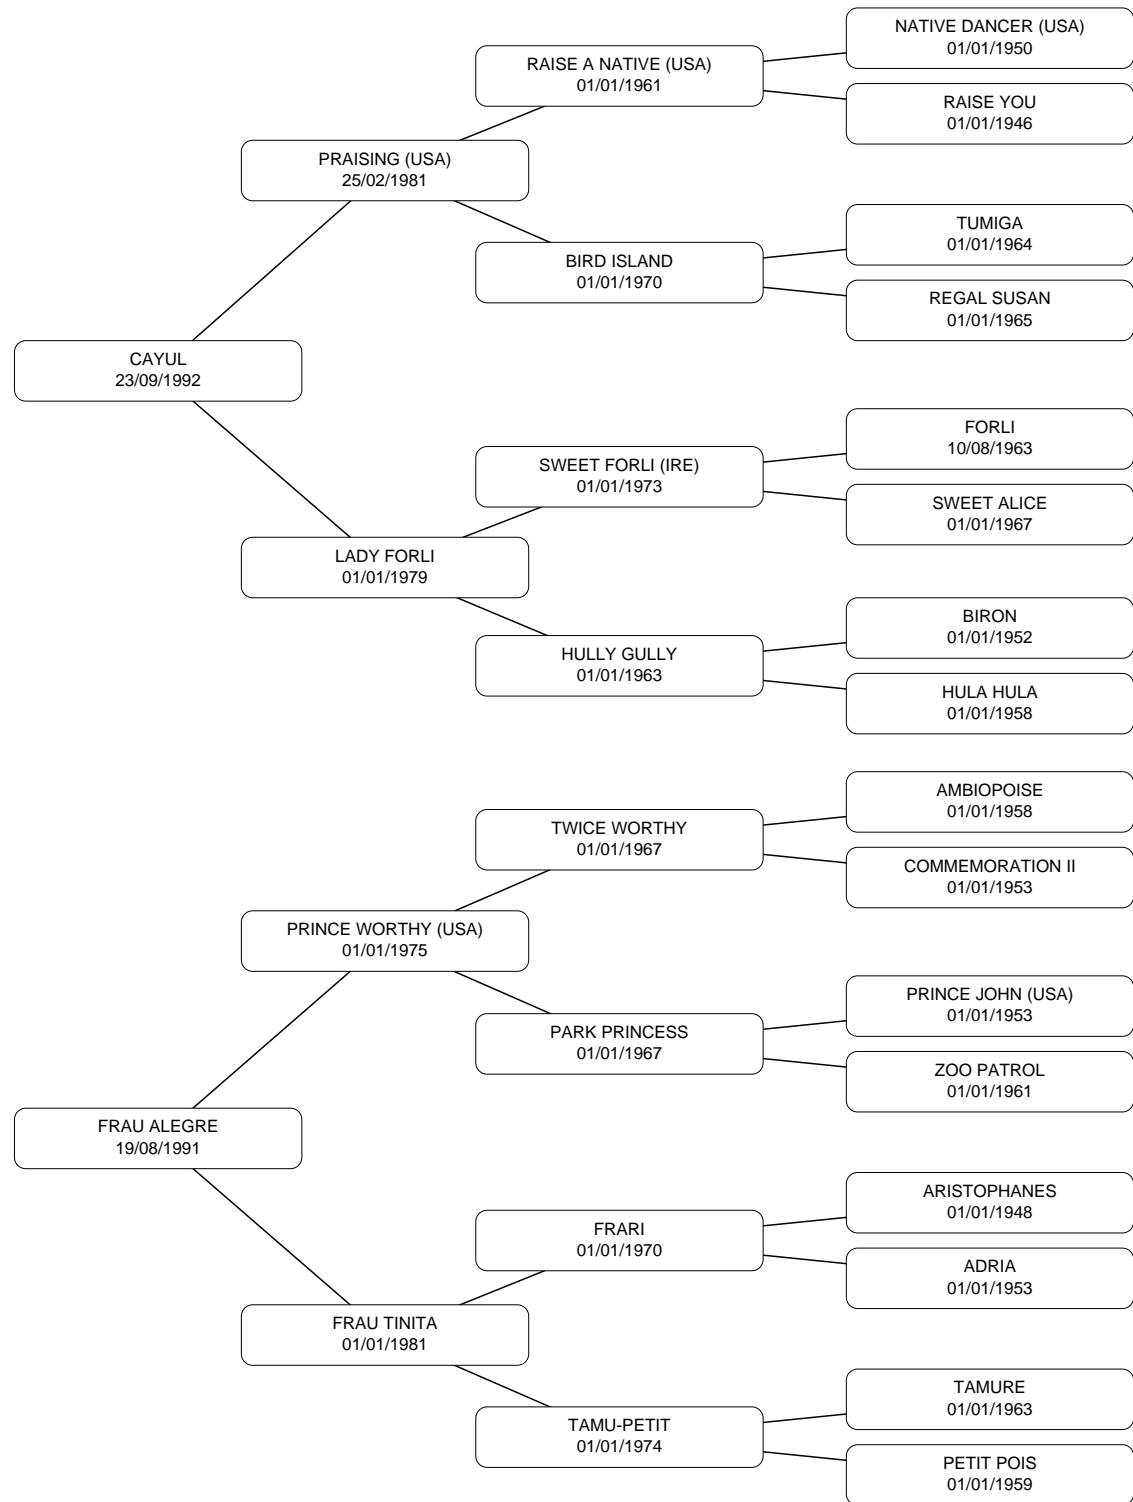 NATIVE DANCER (USA)
01/01/1950
RAISE A NATIVE (USA)
01/01/1961
RAISE YOU
01/01/1946
PRAISING (USA)
25/02/1981
TUMIGA
01/01/1964
BIRD ISLAND
01/01/1970
REGAL SUSAN
01/01/1965
CAYUL
23/09/1992
FORLI
10/08/1963
SWEET FORLI (IRE)
01/01/1973
SWEET ALICE
01/01/1967
LADY FORLI
01/01/1979
BIRON
01/01/1952
HULLY GULLY
01/01/1963
HULA HULA
01/01/1958
AMBIOPOISE
01/01/1958
TWICE WORTHY
01/01/1967
COMMEMORATION II
01/01/1953
PRINCE WORTHY (USA)
01/01/1975
PRINCE JOHN (USA)
01/01/1953
PARK PRINCESS
01/01/1967
ZOO PATROL
01/01/1961
FRAU ALEGRE
19/08/1991
ARISTOPHANES
01/01/1948
FRARI
01/01/1970
ADRIA
01/01/1953
FRAU TINITA
01/01/1981
TAMURE
01/01/1963
TAMU-PETIT
01/01/1974
PETIT POIS
01/01/1959